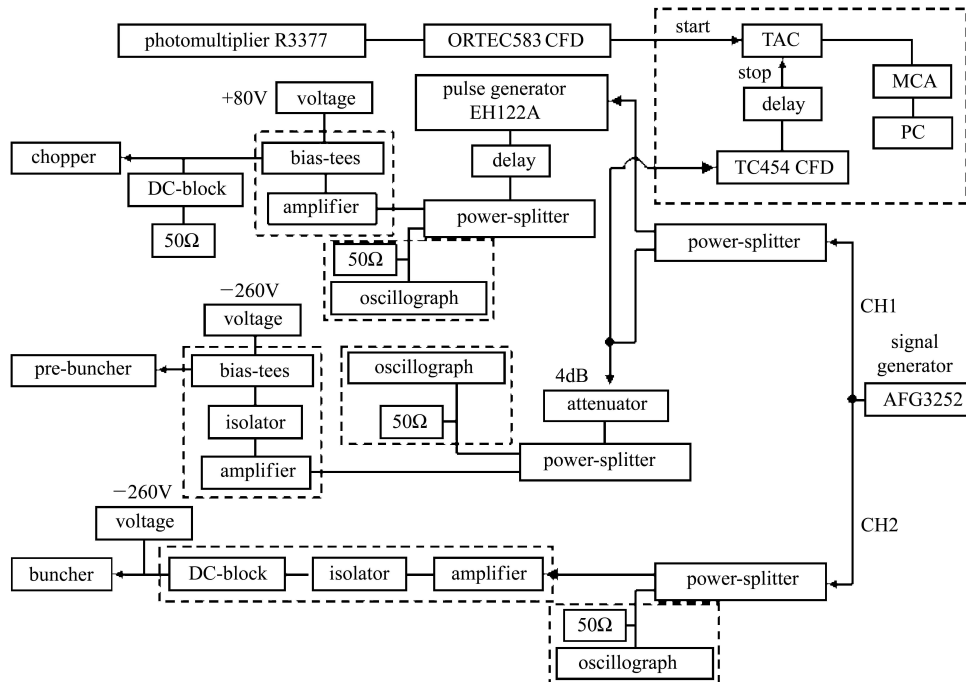 photomultiplier R3377
ORTEC583 CFD
start
TAC
stop
MCA
delay
PC
TC454 CFD
+80V
voltage
pulse generator
EH122A
chopper
bias-tees
delay
DC-block
amplifier
power-splitter
50Ω
50Ω
oscillograph
power-splitter
CH1
−260V
voltage
pre-buncher
bias-tees
oscillograph
4dB
attenuator
signal
generator
AFG3252
isolator
50Ω
amplifier
power-splitter
−260V
voltage
CH2
buncher
DC-block
isolator
amplifier
power-splitter
50Ω
oscillograph